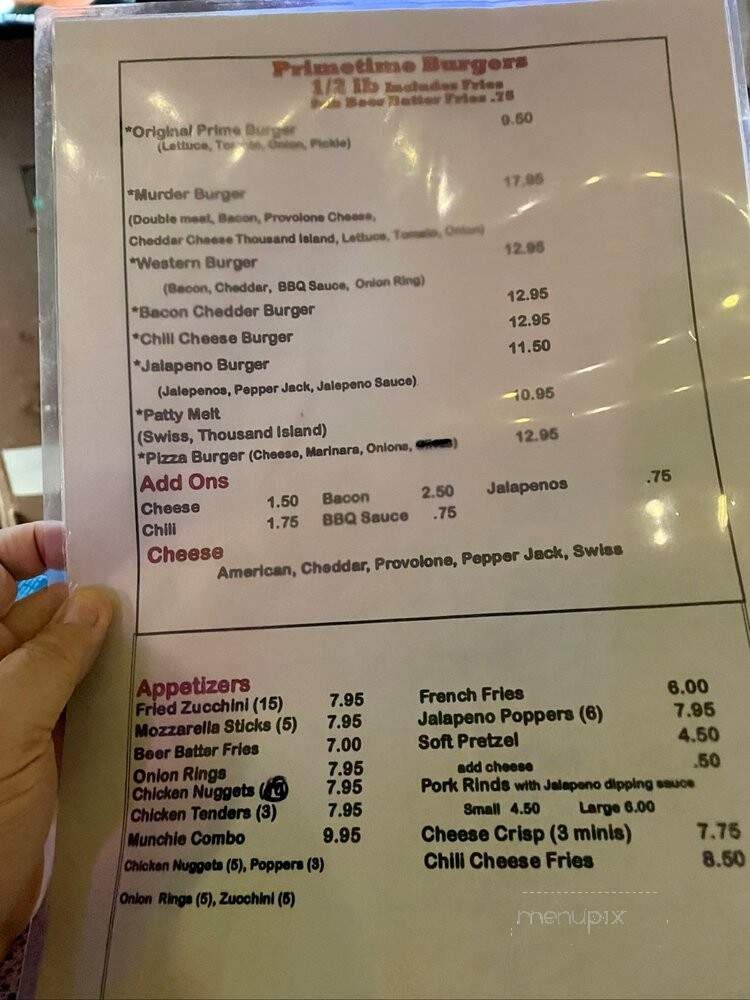 Primetime Burgers
1/2 lb Includes Fries
Sub Beer Batter Fries .75
*Original Prime Burger 9.50
(Lettuce, Tomato, Onion, Pickle)
*Murder Burger 17.95
(Double meat, Bacon, Provolone Cheese,
Cheddar Cheese Thousand Island, Lettuce, Tomato, Onion)
*Western Burger 12.95
(Bacon, Cheddar, BBQ Sauce, Onion Ring)
*Bacon Chedder Burger 12.95
*Chili Cheese Burger 12.95
*Jalapeno Burger 11.50
(Jalepenos, Pepper Jack, Jalepeno Sauce)
*Patty Melt 10.95
(Swiss, Thousand Island)
*Pizza Burger (Cheese, Marinara, Onions, ) 12.95
Add Ons
Cheese 1.50 Bacon 2.50 Jalapenos .75
Chili 1.75 BBQ Sauce .75
Cheese
American, Cheddar, Provolone, Pepper Jack, Swiss
Appetizers
Fried Zucchini (15) 7.95
Mozzarella Sticks (5) 7.95
Beer Batter Fries 7.00
Onion Rings 7.95
Chicken Nuggets ( ) 7.95
Chicken Tenders (3) 7.95
Munchie Combo 9.95
Chicken Nuggets (5), Poppers (3)
Onion Rings (5), Zucchini (5)
French Fries 6.00
Jalapeno Poppers (6) 7.95
Soft Pretzel 4.50
add cheese .50
Pork Rinds with Jalapeno dipping sauce
Small 4.50 Large 6.00
Cheese Crisp (3 minis) 7.75
Chili Cheese Fries 8.50
menupix